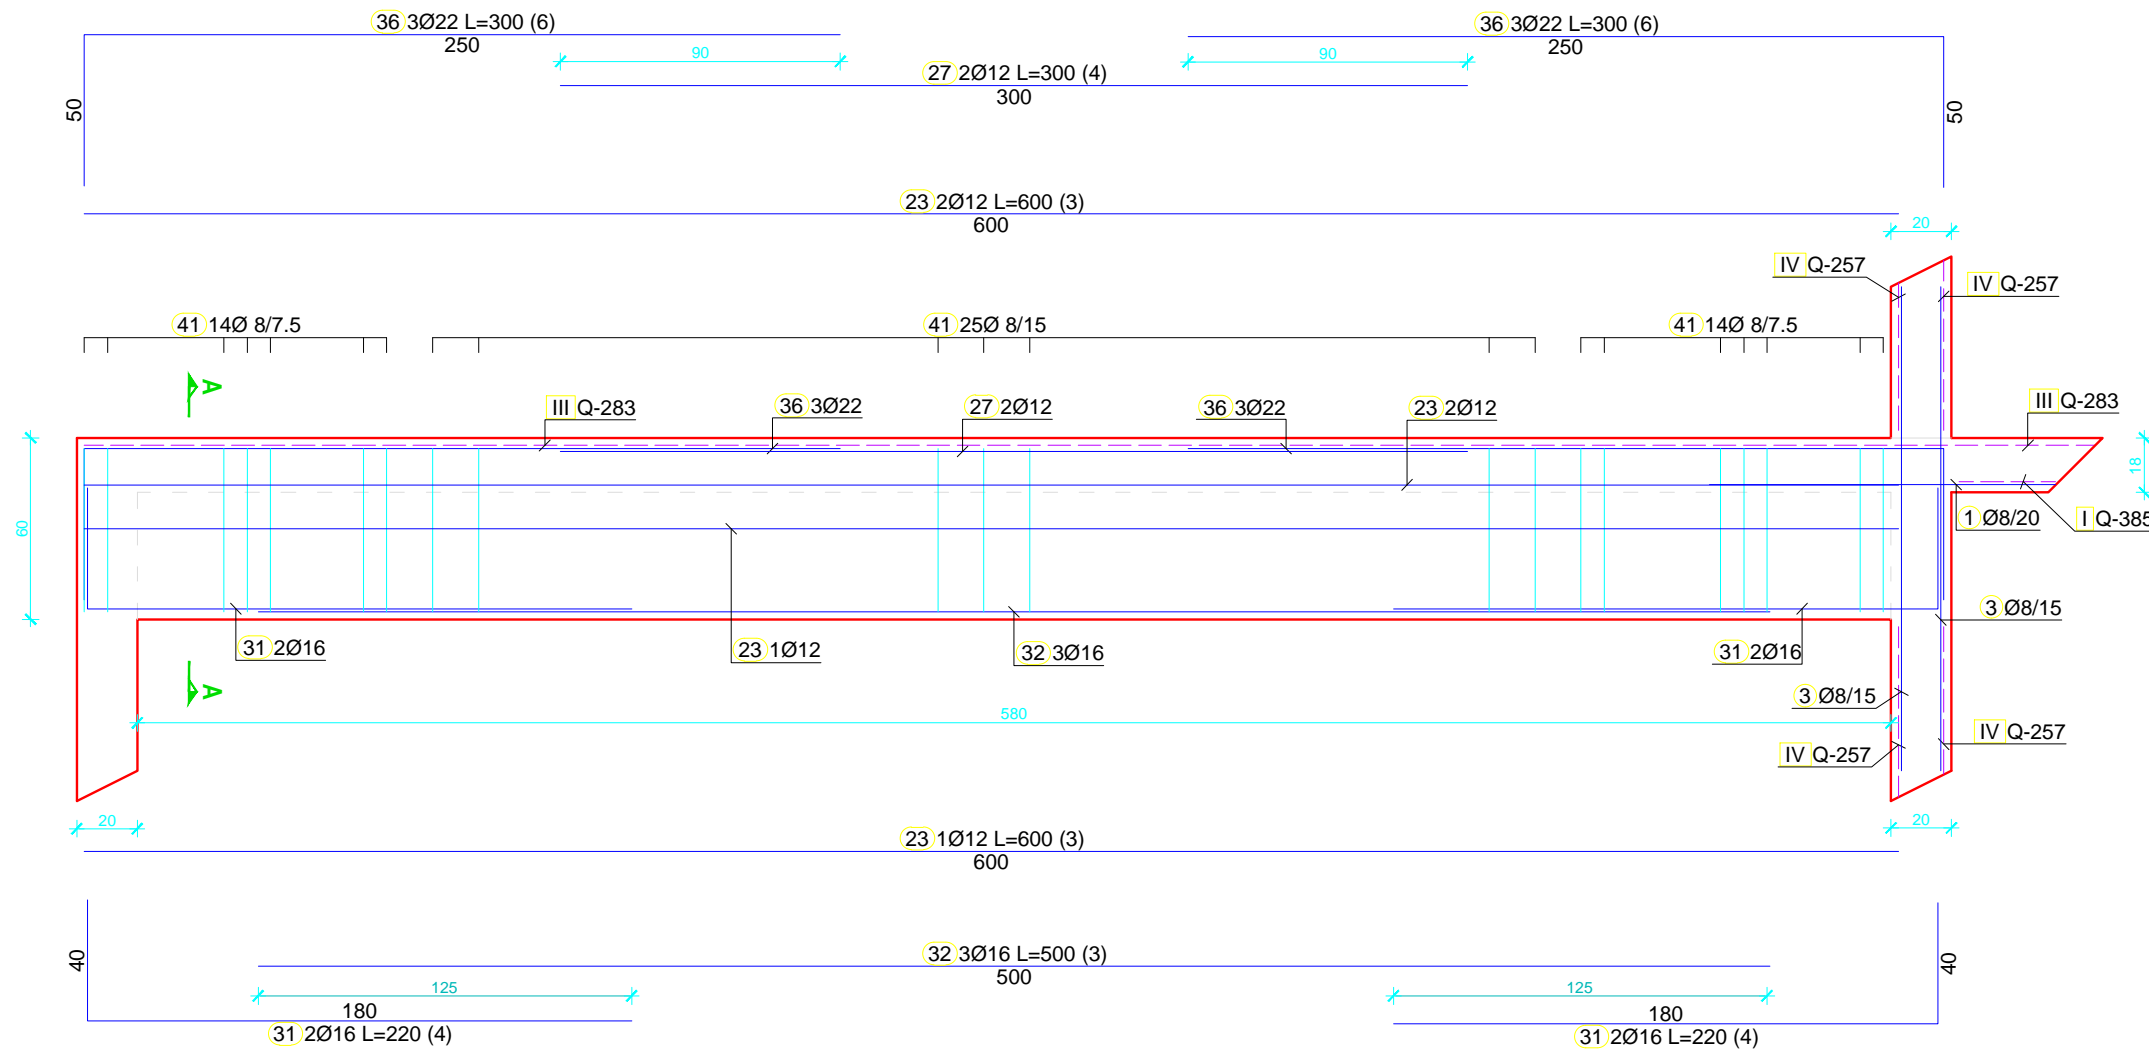 36 3Ø22 L=300 (6)
250
36 3Ø22 L=300 (6)
250
90
90
27 2Ø12 L=300 (4)
300
50
50
23 2Ø12 L=600 (3)
600
20
IV Q-257
IV Q-257
41 14Ø 8/7.5
41 25Ø 8/15
41 14Ø 8/7.5
A
III Q-283
36 3Ø22
27 2Ø12
36 3Ø22
23 2Ø12
III Q-283
18
60
1 Ø8/20
I Q-385
3 Ø8/15
31 2Ø16
23 1Ø12
32 3Ø16
31 2Ø16
A
3 Ø8/15
580
IV Q-257
IV Q-257
20
20
23 1Ø12 L=600 (3)
600
40
32 3Ø16 L=500 (3)
500
40
125
125
180
180
31 2Ø16 L=220 (4)
31 2Ø16 L=220 (4)